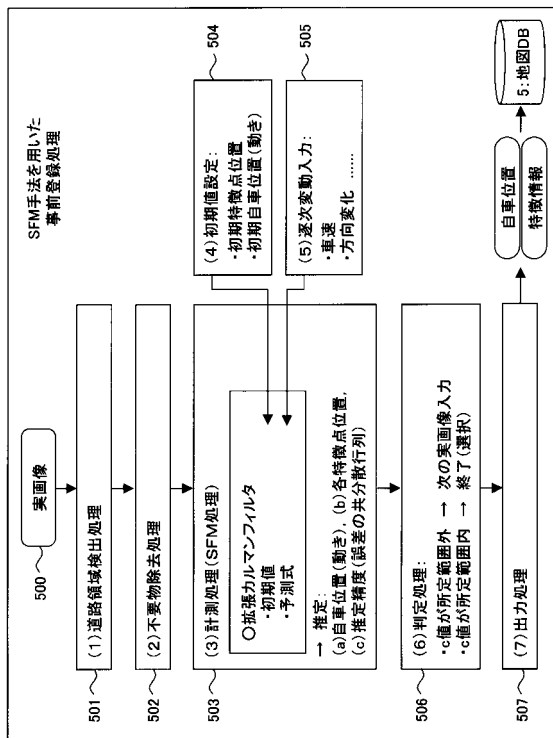 SFM手法を用いた
事前登録処理
実画像
500
(1)道路領域検出処理
501
(2)不要物除去処理
502
(3)計測処理(SFM処理)
503
〇拡張カルマンフィルタ
・初期値
・予測式
→ 推定:
(a)自車位置(動き), (b)各特徴点位置,
(c)推定精度(誤差の共分散行列)
(4)初期値設定:
・初期特徴点位置
・初期自車位置(動き)
504
(5)逐次変動入力:
・車速
・方向変化 ……
505
(6)判定処理:
・c値が所定範囲外 → 次の実画像入力
・c値が所定範囲内 → 終了(選択)
506
(7)出力処理
507
自車位置
特徴情報
5:地図DB